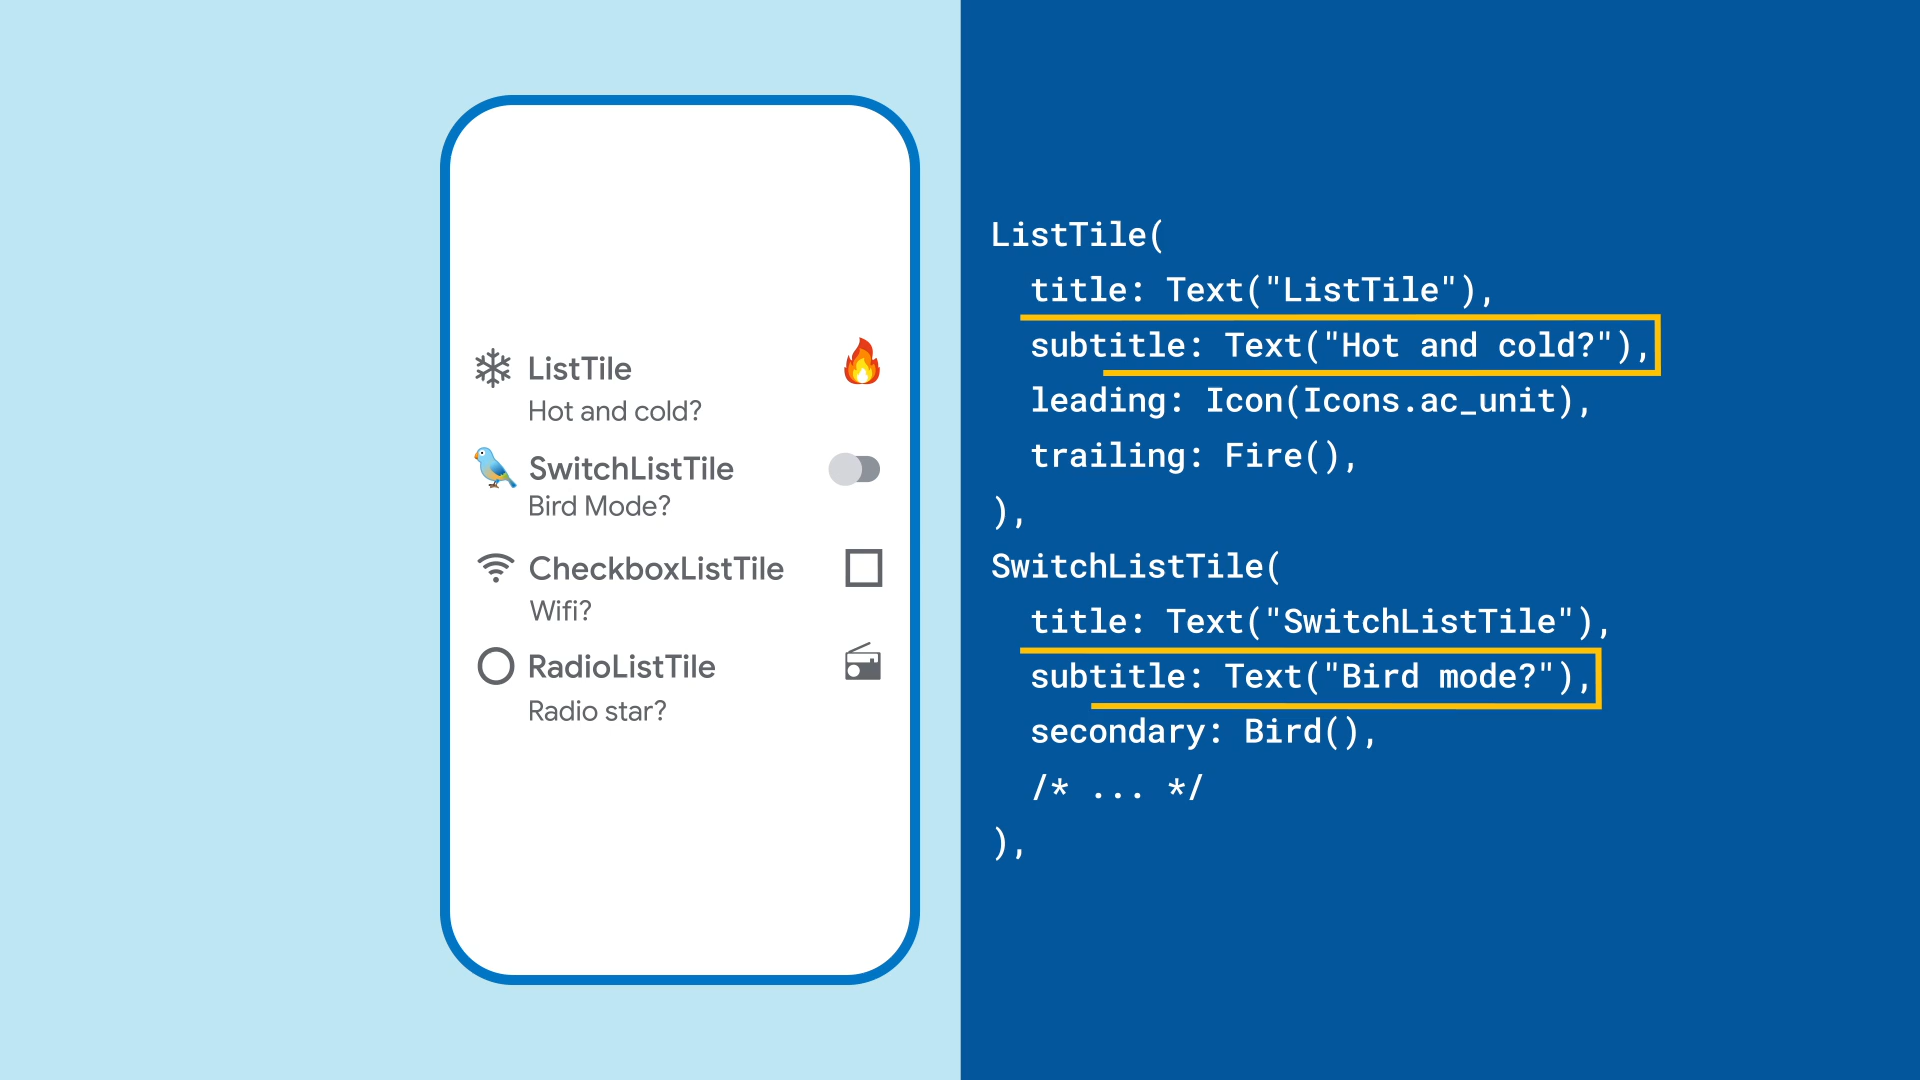 ListTile
Hot and cold?
SwitchListTile
Bird Mode?
CheckboxListTile
Wifi?
RadioListTile
Radio star?
ListTile(
title: Text("ListTile"),
subtitle: Text("Hot and cold?"),
leading: Icon(Icons.ac_unit),
trailing: Fire(),
),
SwitchListTile(
title: Text("SwitchListTile"),
subtitle: Text("Bird mode?"),
secondary: Bird(),
/* ... */
),